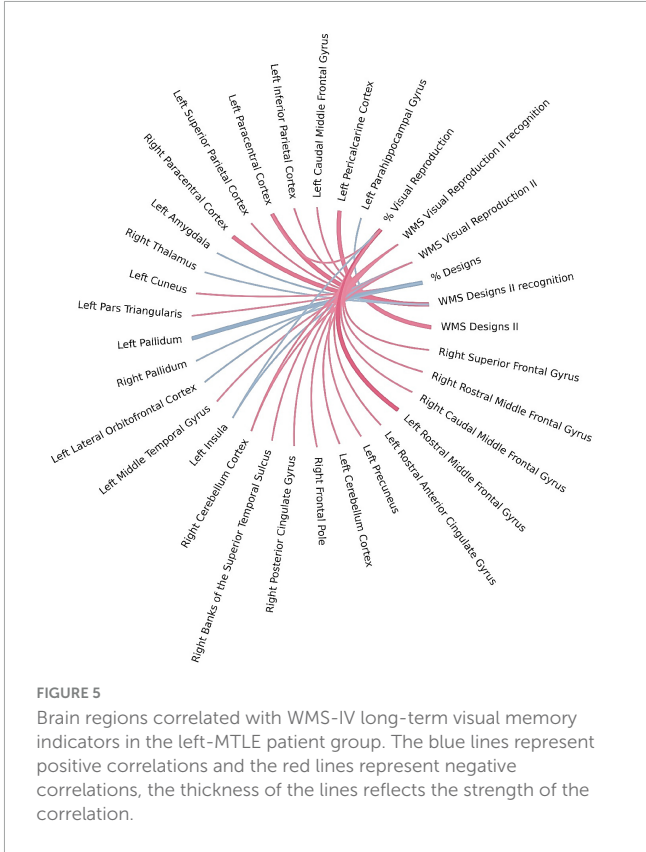 Left Caudal Middle Frontal Gyrus
Left Pericalcarine Cortex
Left Parahippocampal Gyrus
% Visual Reproduction
WMS Visual Reproduction II recognition
WMS Visual Reproduction II
% Designs
WMS Designs II recognition
WMS Designs II
Right Superior Frontal Gyrus
Right Rostral Middle Frontal Gyrus
Right Caudal Middle Frontal Gyrus
Left Rostral Middle Frontal Gyrus
Left Rostral Anterior Cingulate Gyrus
Left Precuneus
Left Cerebellum Cortex
Right Frontal Pole
Right Posterior Cingulate Gyrus
Right Banks of the Superior Temporal Sulcus
Right Cerebellum Cortex
Left Insula
Left Middle Temporal Gyrus
Left Lateral Orbitofrontal Cortex
Right Pallidum
Left Pallidum
Left Pars Triangularis
Left Cuneus
Right Thalamus
Left Amygdala
Right Paracentral Cortex
Left Superior Parietal Cortex
Left Paracentral Cortex
Left Inferior Parietal Cortex
FIGURE 5
Brain regions correlated with WMS-IV long-term visual memory
indicators in the left-MTLE patient group. The blue lines represent
positive correlations and the red lines represent negative
correlations, the thickness of the lines reflects the strength of the
correlation.